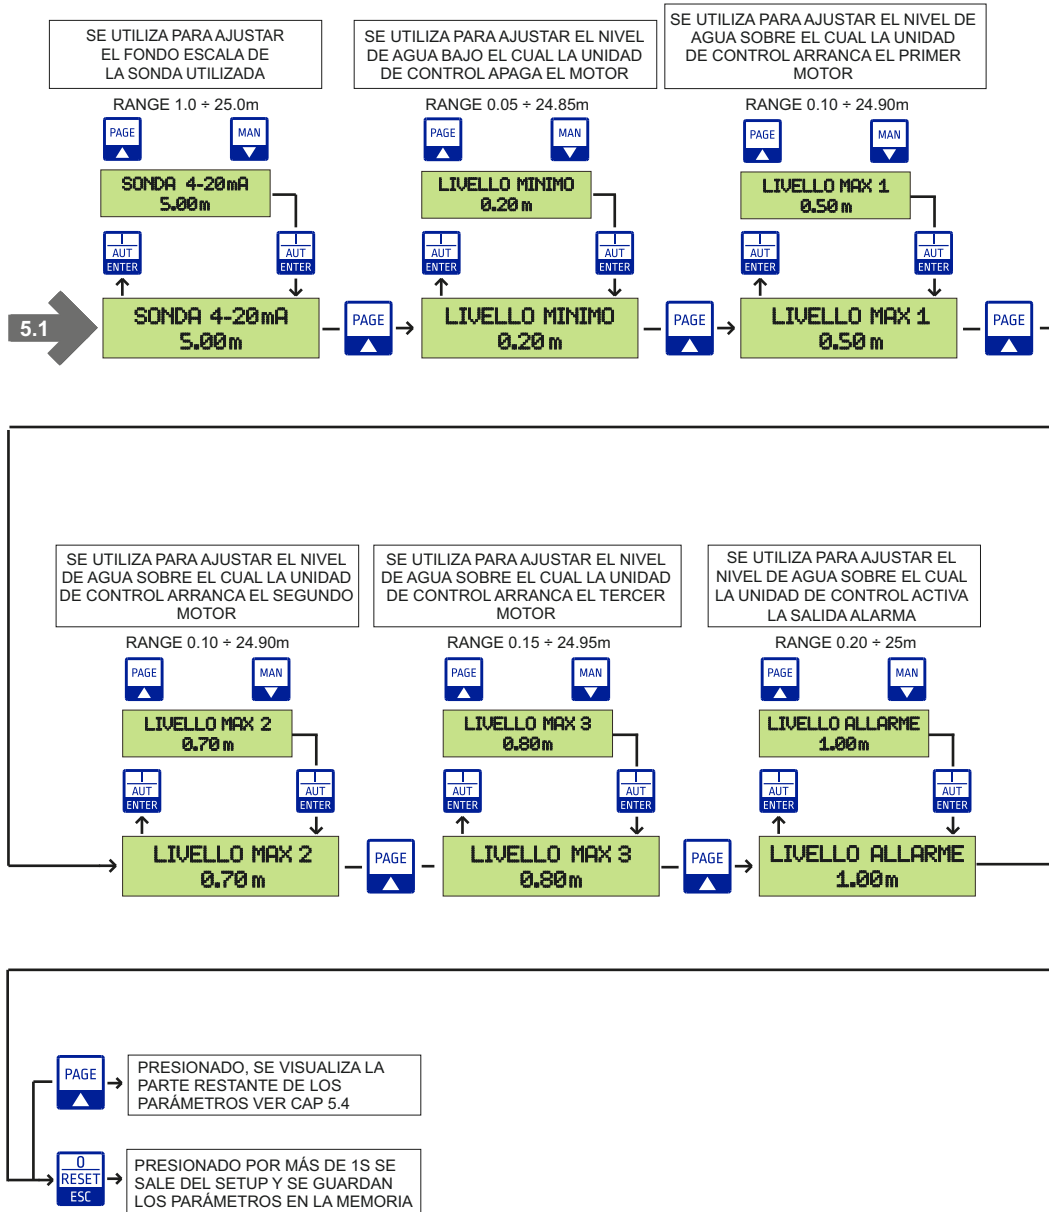 SE UTILIZA PARA AJUSTAR
EL FONDO ESCALA DE
LA SONDA UTILIZADA
RANGE 1.0 ÷ 25.0m
PAGE
MAN
SONDA 4-20mA
5.00m
I
AUT
ENTER
I
AUT
ENTER
5.1
SONDA 4-20mA
5.00m
PAGE
SE UTILIZA PARA AJUSTAR EL NIVEL
DE AGUA BAJO EL CUAL LA UNIDAD
DE CONTROL APAGA EL MOTOR
RANGE 0.05 ÷ 24.85m
PAGE
MAN
LIVELLO MINIMO
0.20 m
I
AUT
ENTER
I
AUT
ENTER
LIVELLO MINIMO
0.20 m
PAGE
SE UTILIZA PARA AJUSTAR EL NIVEL DE
AGUA SOBRE EL CUAL LA UNIDAD
DE CONTROL ARRANCA EL PRIMER
MOTOR
RANGE 0.10 ÷ 24.90m
PAGE
MAN
LIVELLO MAX 1
0.50 m
I
AUT
ENTER
I
AUT
ENTER
LIVELLO MAX 1
0.50 m
PAGE
SE UTILIZA PARA AJUSTAR EL NIVEL
DE AGUA SOBRE EL CUAL LA UNIDAD
DE CONTROL ARRANCA EL SEGUNDO
MOTOR
RANGE 0.10 ÷ 24.90m
PAGE
MAN
LIVELLO MAX 2
0.70 m
I
AUT
ENTER
I
AUT
ENTER
LIVELLO MAX 2
0.70 m
PAGE
SE UTILIZA PARA AJUSTAR EL NIVEL
DE AGUA SOBRE EL CUAL LA UNIDAD
DE CONTROL ARRANCA EL TERCER
MOTOR
RANGE 0.15 ÷ 24.95m
PAGE
MAN
LIVELLO MAX 3
0.80m
I
AUT
ENTER
I
AUT
ENTER
LIVELLO MAX 3
0.80m
PAGE
SE UTILIZA PARA AJUSTAR EL
NIVEL DE AGUA SOBRE EL CUAL
LA UNIDAD DE CONTROL ACTIVA
LA SALIDA ALARMA
RANGE 0.20 ÷ 25m
PAGE
MAN
LIVELLO ALLARME
1.00m
I
AUT
ENTER
I
AUT
ENTER
LIVELLO ALLARME
1.00m
PAGE
PRESIONADO, SE VISUALIZA LA
PARTE RESTANTE DE LOS
PARÁMETROS VER CAP 5.4
0
RESET
ESC
PRESIONADO POR MÁS DE 1S SE
SALE DEL SETUP Y SE GUARDAN
LOS PARÁMETROS EN LA MEMORIA